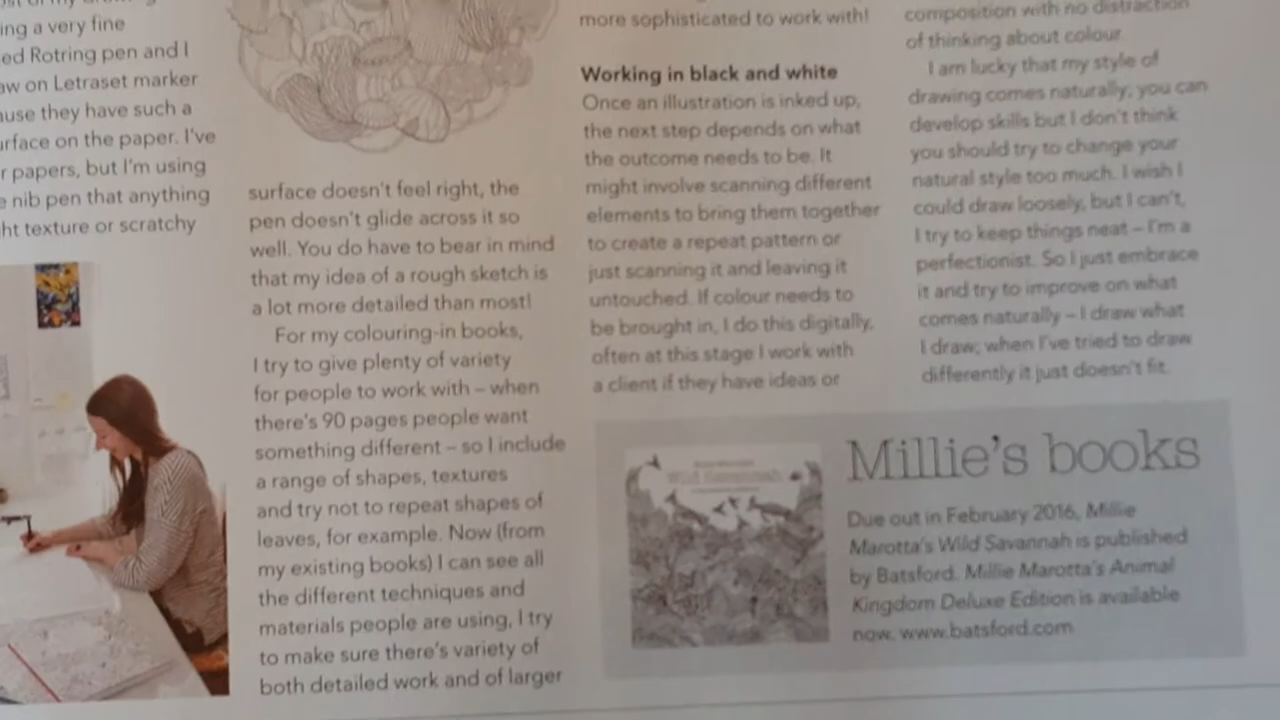 ing a very fine
ed Rotring pen and I
aw on Letraset marker
ause they have such a
urface on the paper. I've
r papers, but I'm using
e nib pen that anything
ht texture or scratchy
surface doesn't feel right, the
pen doesn't glide across it so
well. You do have to bear in mind
that my idea of a rough sketch is
a lot more detailed than most!
For my colouring-in books,
I try to give plenty of variety
for people to work with – when
there's 90 pages people want
something different – so I include
a range of shapes, textures
and try not to repeat shapes of
leaves, for example. Now (from
my existing books) I can see all
the different techniques and
materials people are using, I try
to make sure there's variety of
both detailed work and of larger
more sophisticated to work with!
Working in black and white
Once an illustration is inked up,
the next step depends on what
the outcome needs to be. It
might involve scanning different
elements to bring them together
to create a repeat pattern or
just scanning it and leaving it
untouched. If colour needs to
be brought in, I do this digitally,
often at this stage I work with
a client if they have ideas or
composition with no distraction
of thinking about colour.
I am lucky that my style of
drawing comes naturally; you can
develop skills but I don't think
you should try to change your
natural style too much. I wish I
could draw loosely, but I can't,
I try to keep things neat – I'm a
perfectionist. So I just embrace
it and try to improve on what
comes naturally – I draw what
I draw; when I've tried to draw
differently it just doesn't fit.
Wild Savannah
Millie's books
Due out in February 2016, Millie
Marotta's Wild Savannah is published
by Batsford. Millie Marotta's Animal
Kingdom Deluxe Edition is available
now. www.batsford.com